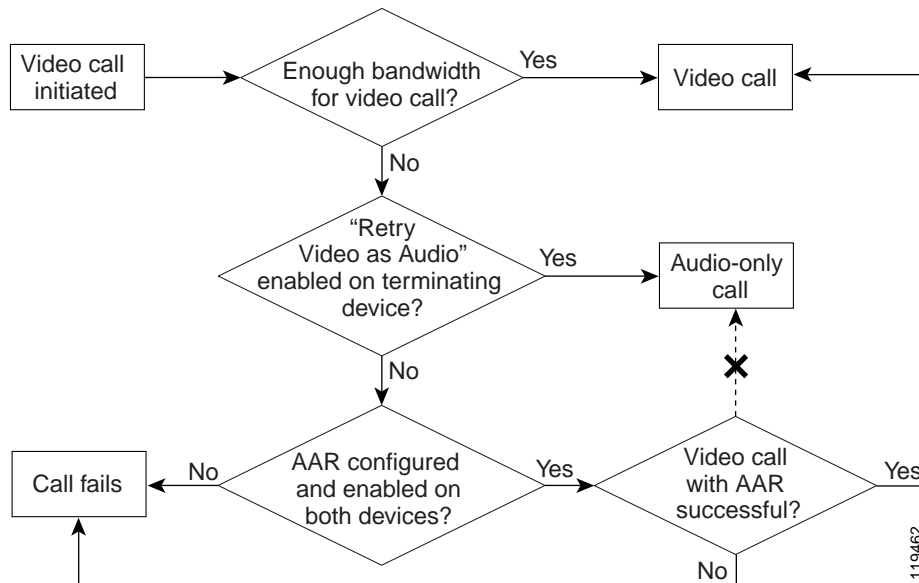 Video call
initiated
Enough bandwidth
for video call?
Yes
Video call
No
“Retry
Video as Audio”
enabled on terminating
device?
Yes
Audio-only
call
No
Call fails
No
AAR configured
and enabled on
both devices?
Yes
Video call
with AAR
successful?
Yes
No
119462